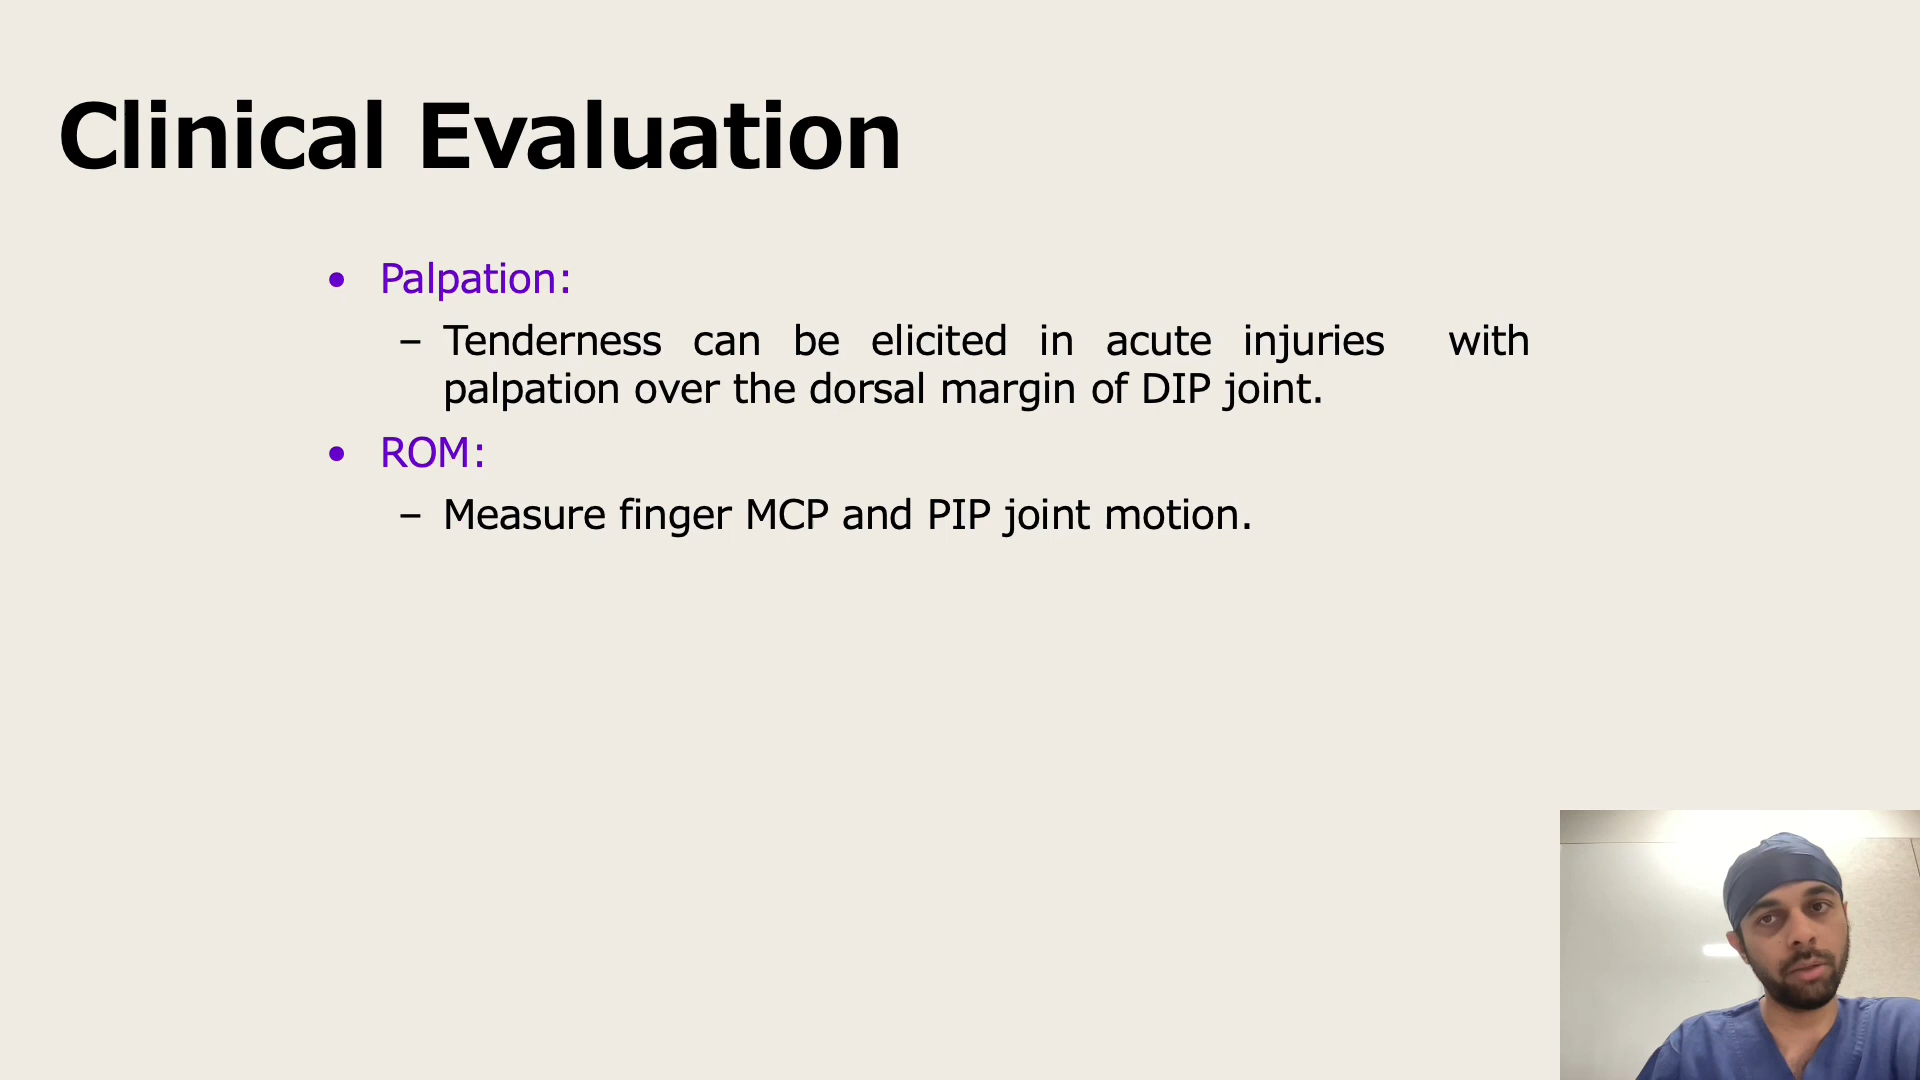 Clinical Evaluation
• Palpation:
– Tenderness can be elicited in acute injuries with
palpation over the dorsal margin of DIP joint.
• ROM:
– Measure finger MCP and PIP joint motion.